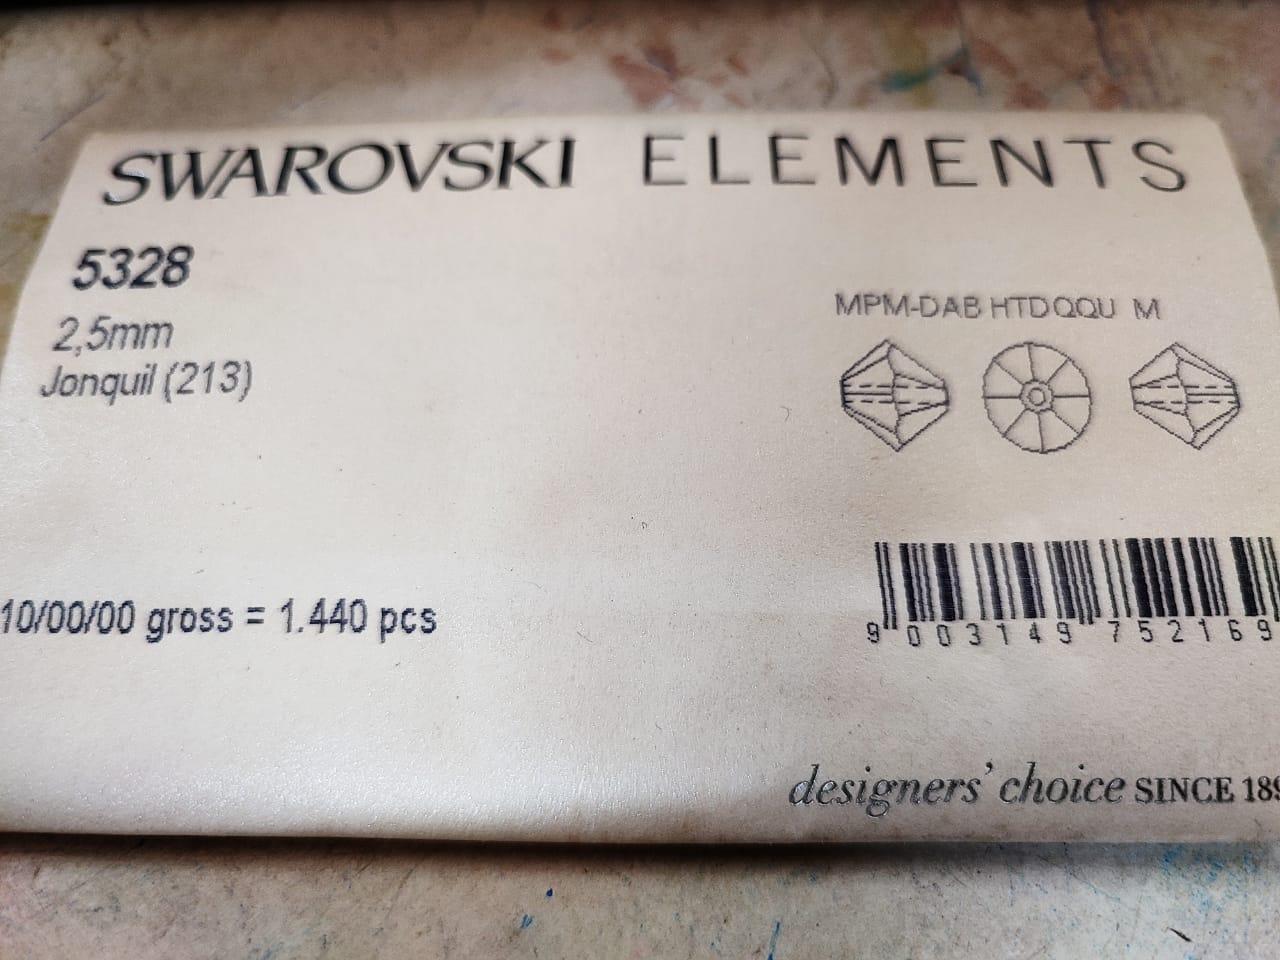 SWAROVSKI ELEMENTS
5328
2,5mm
Jonquil (213)
MPM-DAB HTDQQU M
10/00/00 gross = 1.440 pcs
9 003149 752169
designers' choice SINCE 189